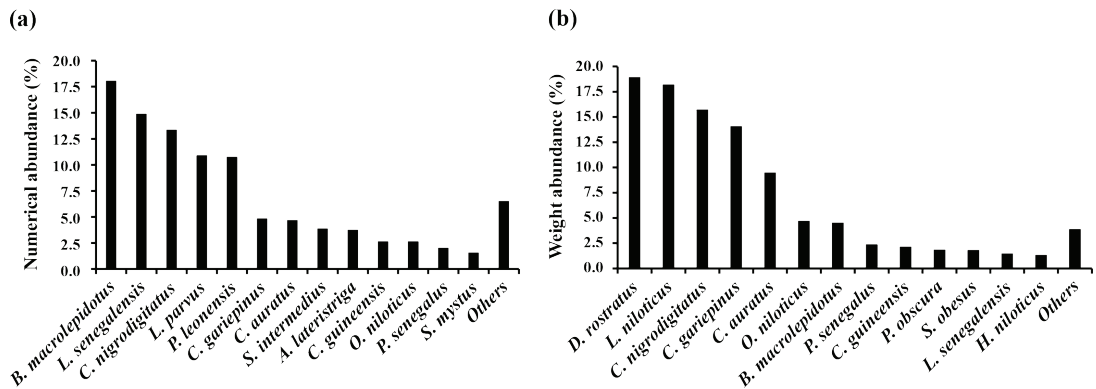 (a)
Numerical abundance (%)
20.0
17.5
15.0
12.5
10.0
7.5
5.0
2.5
0.0
B. macrolepidotus
L. senegalensis
C. nigrodigitatus
L. parvus
P. leonensis
C. gariepinus
C. auratus
S. intermedius
A. lateristriga
C. guineensis
O. niloticus
P. senegalus
S. mystus
Others
(b)
Weight abundance (%)
20.0
17.5
15.0
12.5
10.0
7.5
5.0
2.5
0.0
D. rostratus
L. niloticus
C. nigrodigitatus
C. gariepinus
C. auratus
O. niloticus
B. macrolepidotus
P. senegalus
C. guineensis
P. obscura
S. obesus
L. senegalensis
H. niloticus
Others